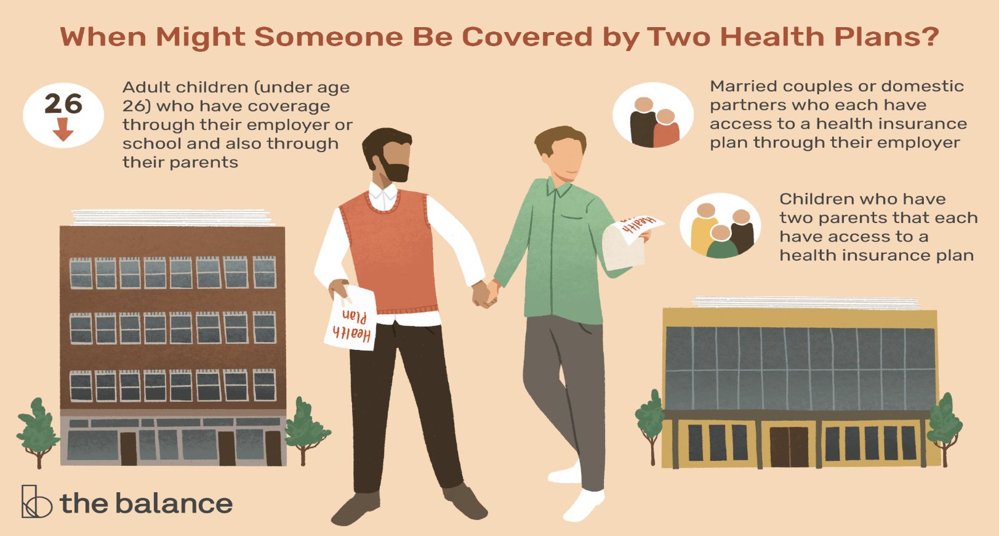 When Might Someone Be Covered by Two Health Plans?
26
Adult children (under age
26) who have coverage
through their employer or
school and also through
their parents
Married couples or domestic
partners who each have
access to a health insurance
plan through their employer
Children who have
two parents that each
have access to a
health insurance plan
Health
Plan
Health
the balance